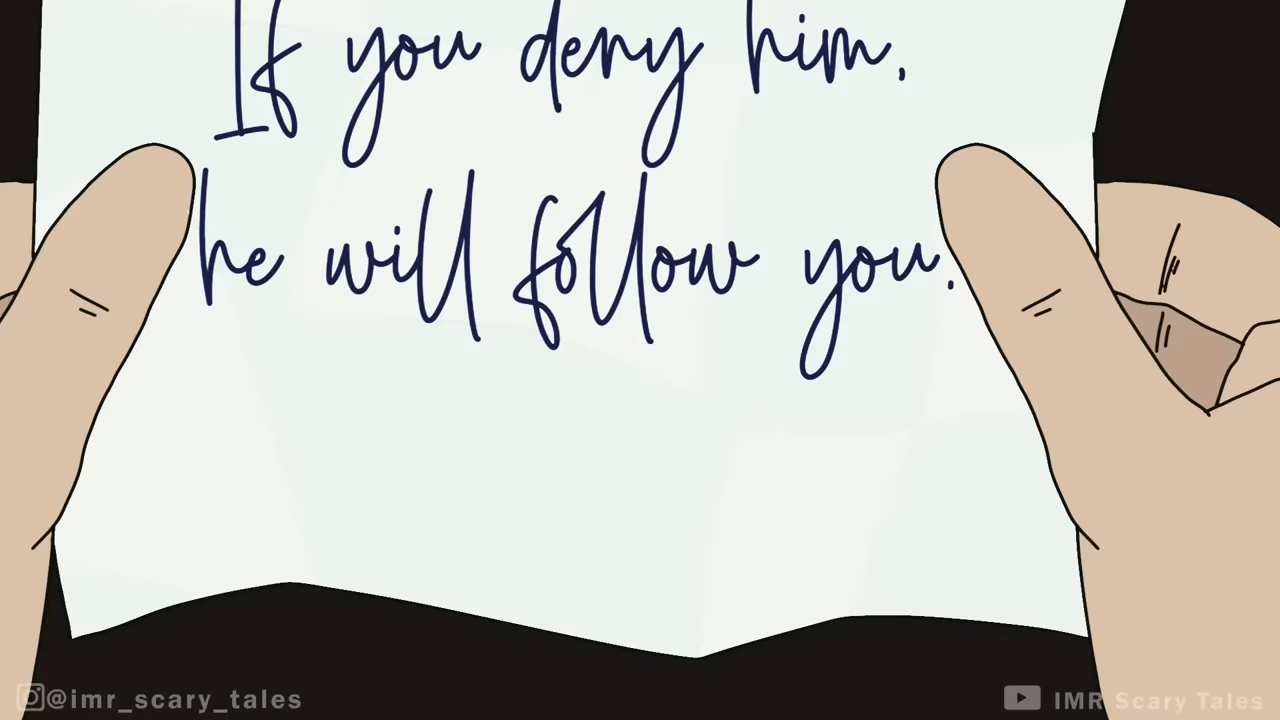 If you deny him,
he will follow you.
@imr_scary_tales
IMR Scary Tales